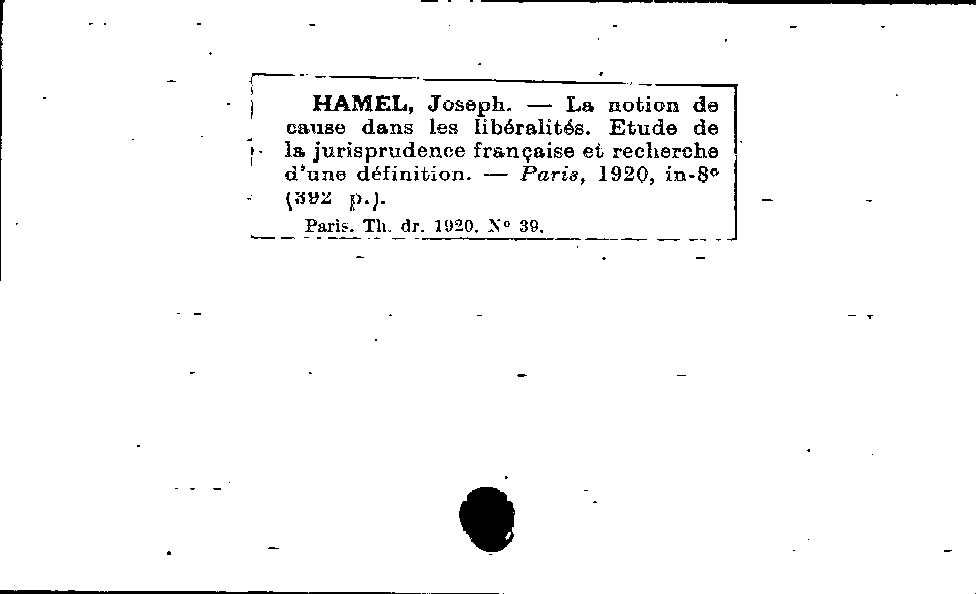 HAMEL, Joseph. — La notion de
cause dans les libéralités. Etude de
la jurisprudence française et recherche
d'une définition. — Paris, 1920, in-8°
(392 p.).
Paris. Th. dr. 1920. N° 39.